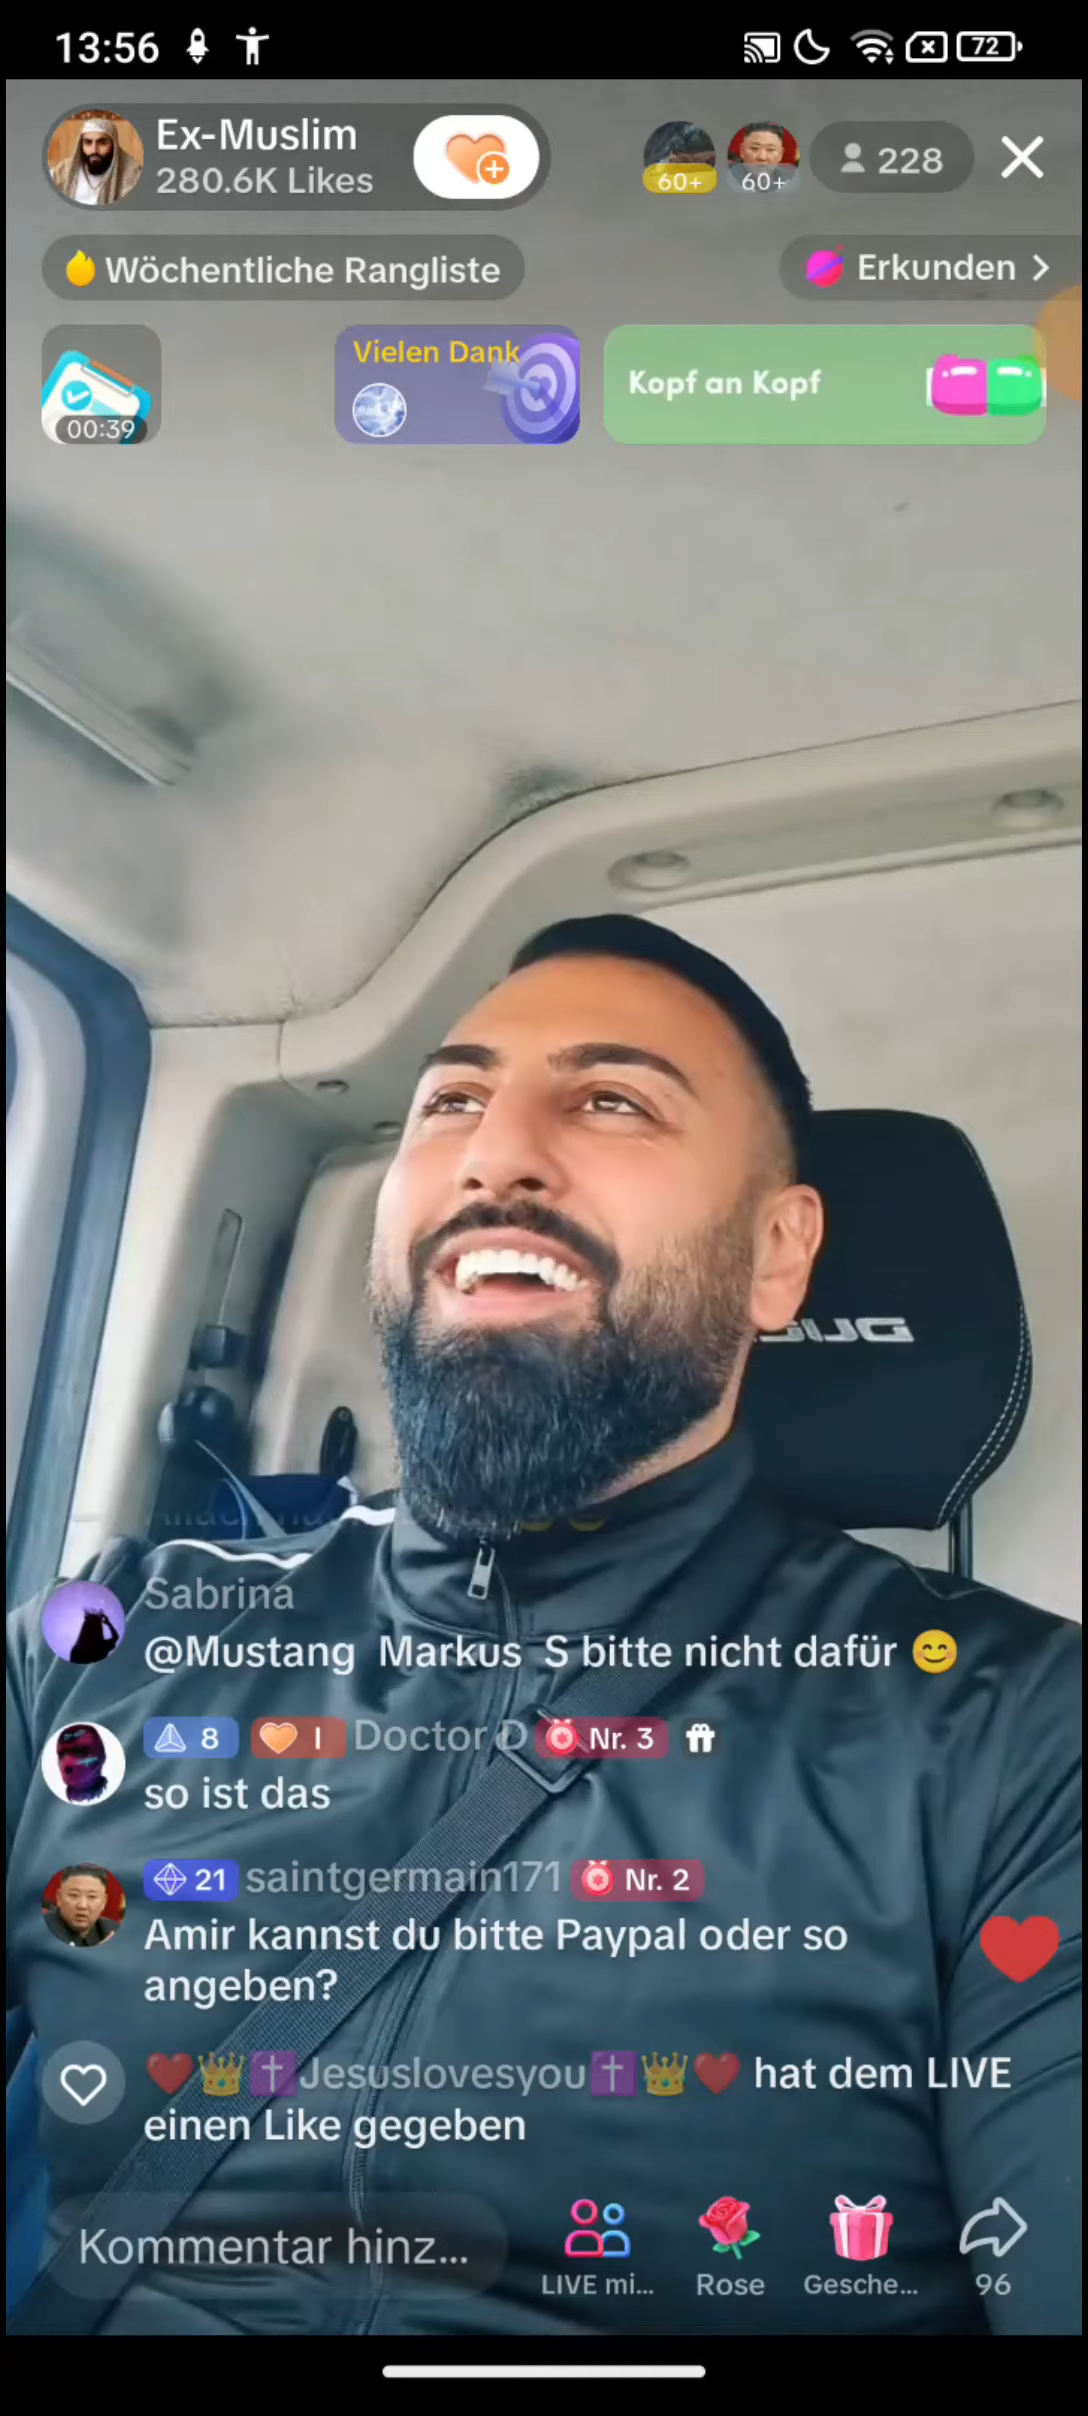 13:56
72
Ex-Muslim
280.6K Likes
60+
60+
228
Wöchentliche Rangliste
Erkunden >
00:39
Vielen Dank
Kopf an Kopf
Sabrina
@Mustang Markus S bitte nicht dafür 😊
8 I Doctor D Nr. 3
so ist das
21 saintgermain171 Nr. 2
Amir kannst du bitte Paypal oder so
angeben?
❤️👑✝️Jesuslovesyou✝️👑❤️ hat dem LIVE
einen Like gegeben
Kommentar hinz...
LIVE mi...
Rose
Gesche...
96